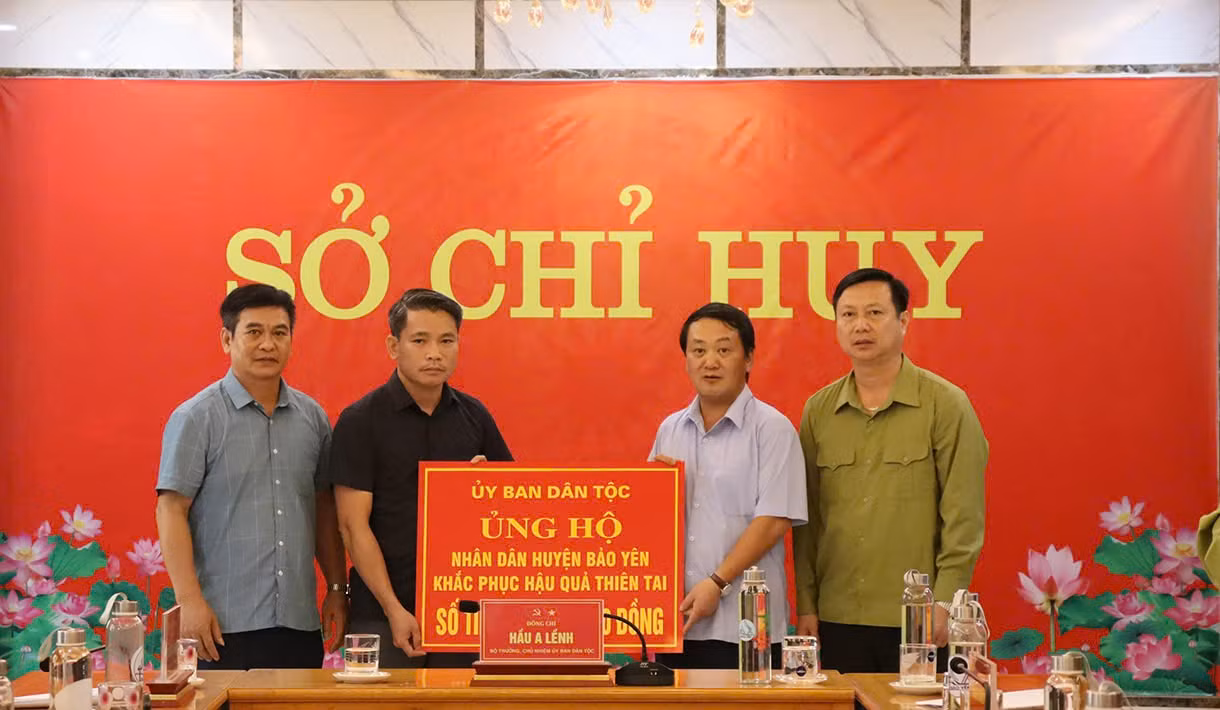 SỞ CHỈ HUY
ỦY BAN DÂN TỘC
ỦNG HỘ
NHÂN DÂN HUYỆN BẢO YÊN
KHẮC PHỤC HẬU QUẢ THIÊN TAI
SỐ ĐỒNG
ĐỒNG CHÍ
HẦU A LỀNH
BỘ TRƯỞNG, CHỦ NHIỆM ỦY BAN DÂN TỘC